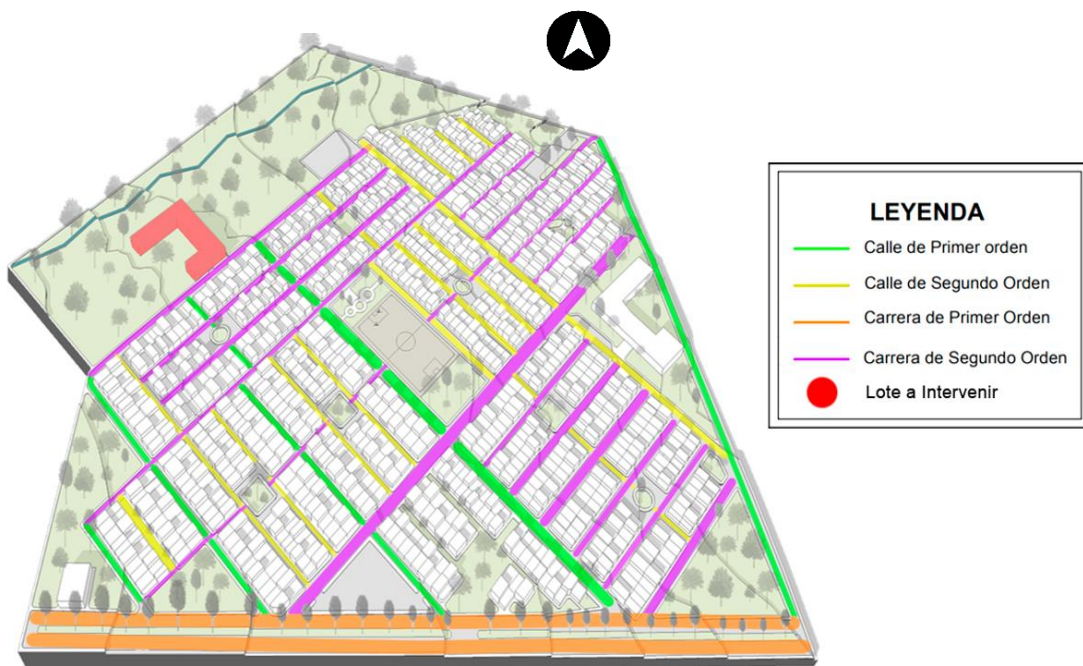 LEYENDA
Calle de Primer orden
Calle de Segundo Orden
Carrera de Primer Orden
Carrera de Segundo Orden
Lote a Intervenir